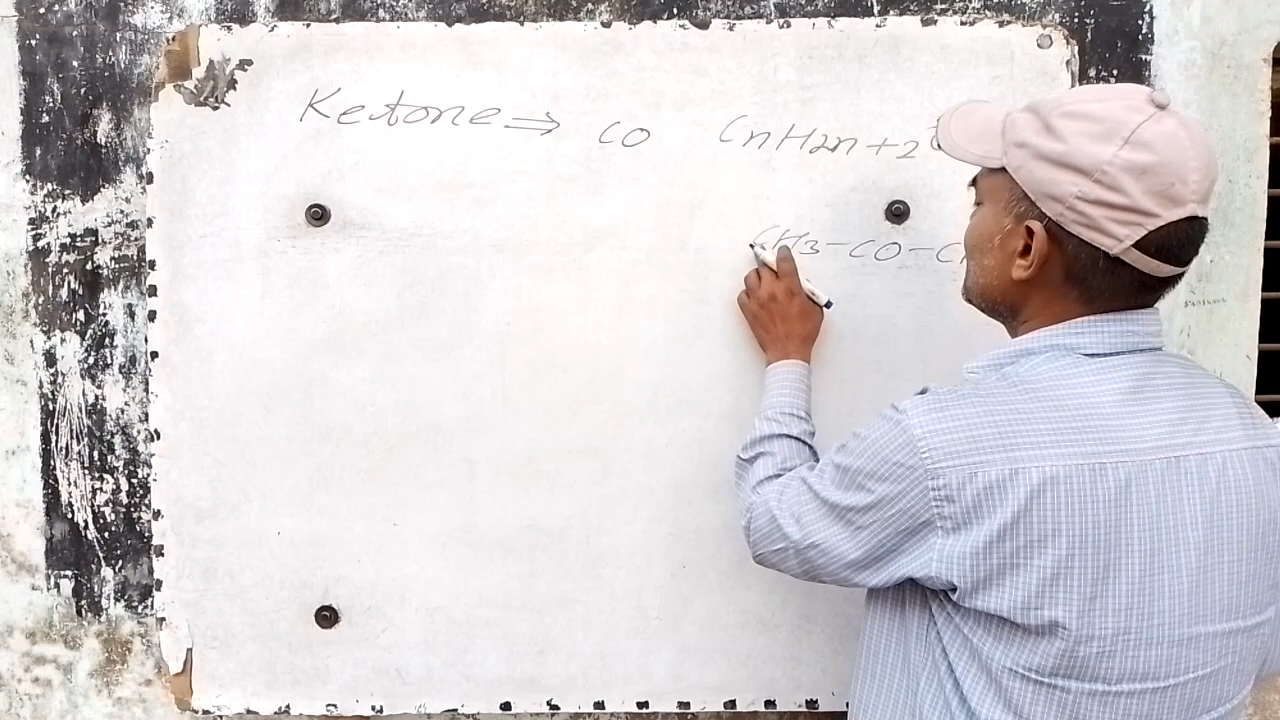 Ketone ⇒ CO CnH2n+2
CH3-CO-C